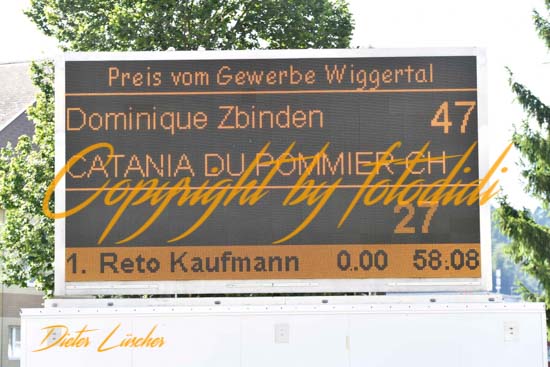 Preis vom Gewerbe Wiggertal
Dominique Zbinden 47
CATANIA DU POMMIER CH
Copyright by fotodidi
27
1. Reto Kaufmann 0.00 58.08
Dieter Lüscher